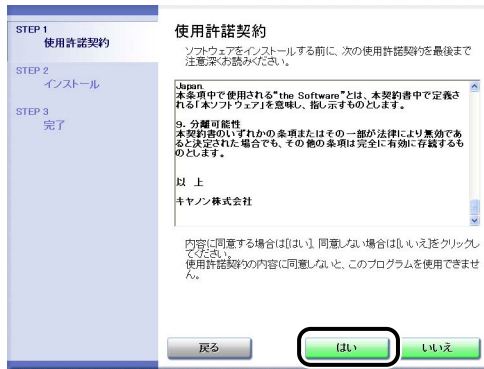 STEP 1
使用許諾契約
STEP 2
インストール
STEP 3
完了
使用許諾契約
ソフトウェアをインストールする前に、次の使用許諾契約を最後まで
注意深くお読みください。
Japan.
本条項中で使用される"the Software"とは、本契約書中で定義さ
れる「本ソフトウェア」を意味し、指し示すものとします。
9. 分離可能性
本契約書のいずれかの条項またはその一部が法律により無効であ
ると決定された場合でも、その他の条項は完全に有効に存続するも
のとします。
以 上
キヤノン株式会社
内容に同意する場合は[はい]、同意しない場合は[いいえ]をクリックし
てください。
使用許諾契約の内容に同意しないと、このプログラムを使用できませ
ん。
戻る
はい
いいえ